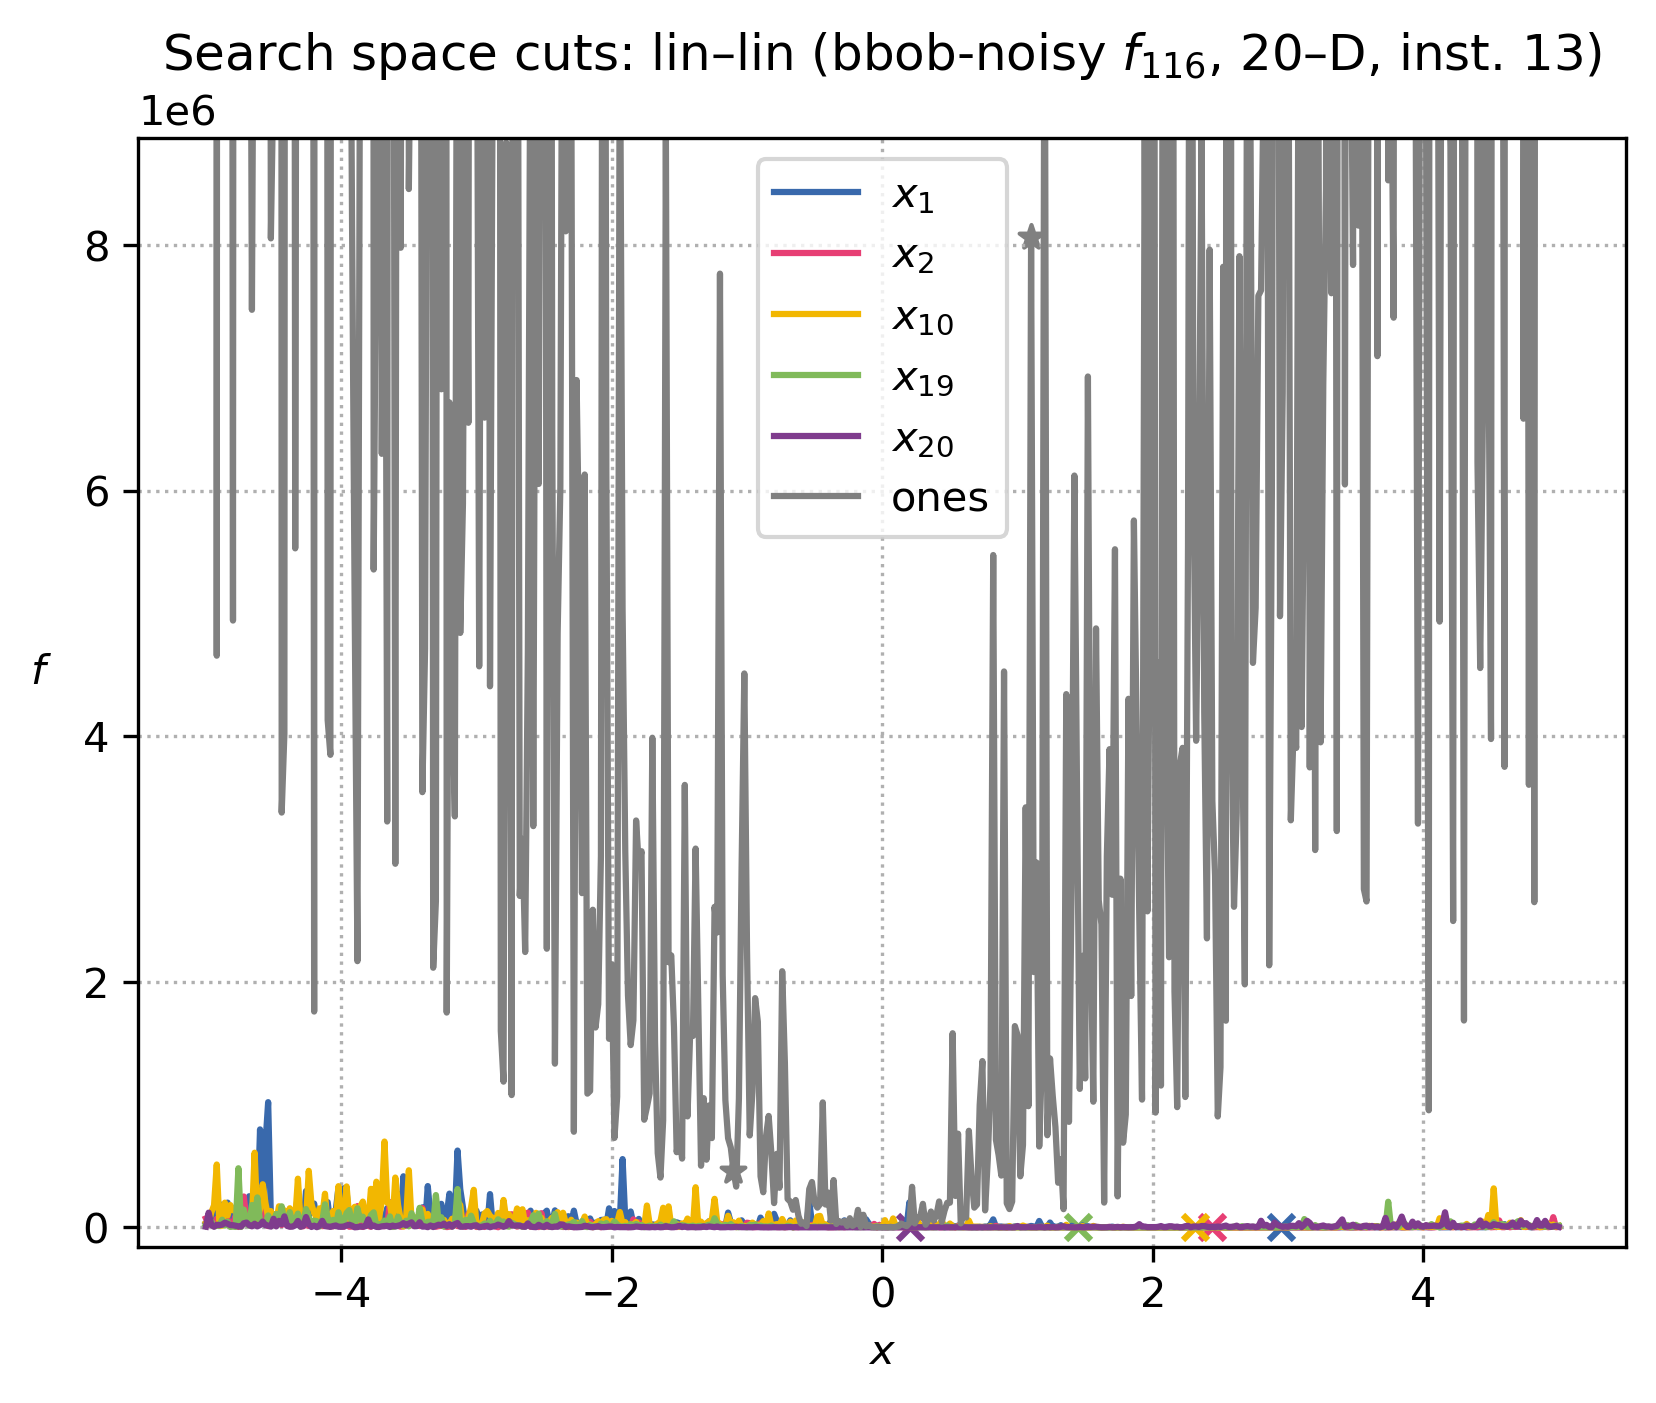 Search space cuts: lin–lin (bbob-noisy f₁₁₆, 20–D, inst. 13)
1e6
8
6
4
2
0
f
−4
−2
0
2
4
x
x₁
x₂
x₁₀
x₁₉
x₂₀
ones